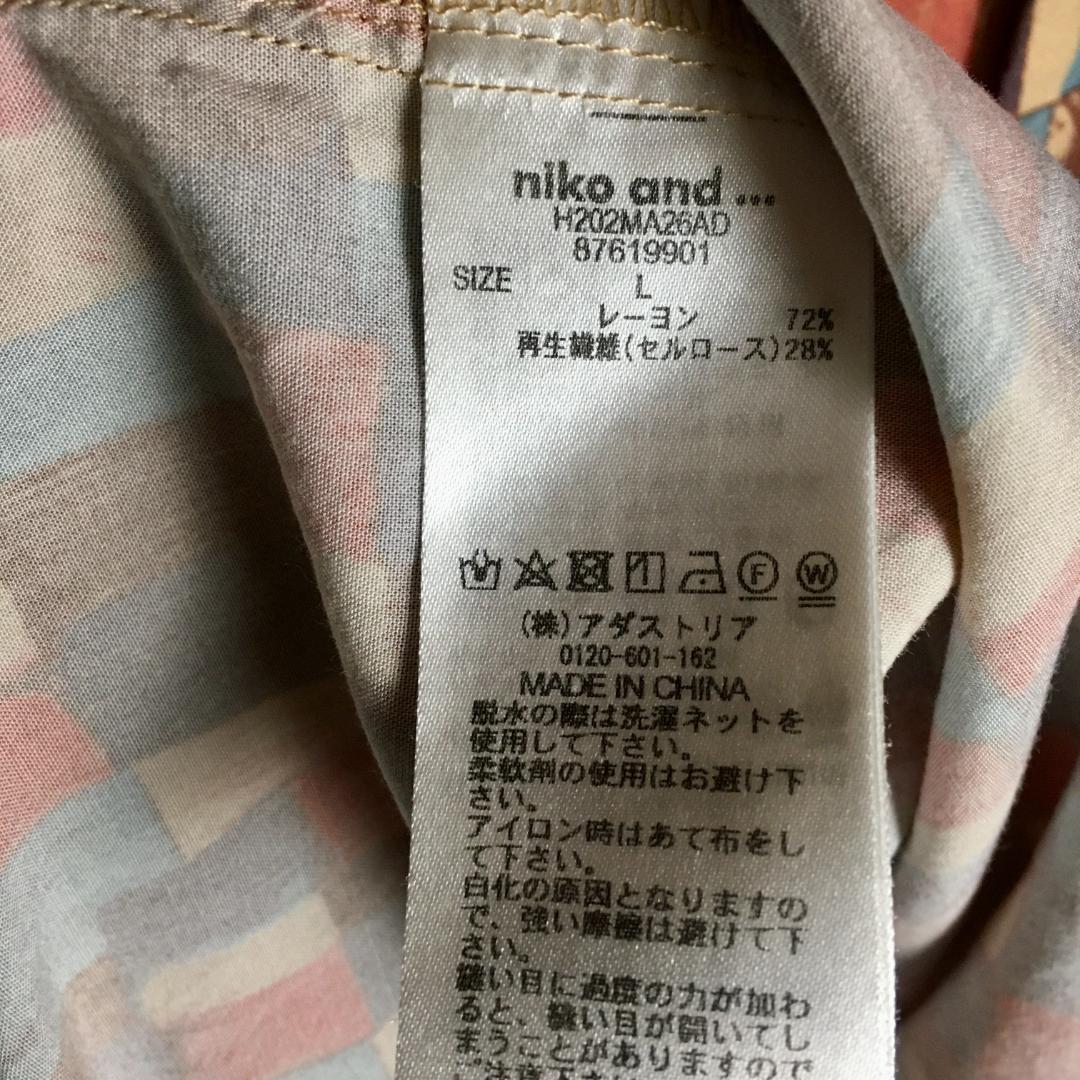 niko and ...
H202MA26AD
87619901
SIZE L
レーヨン 72%
再生繊維(セルロース)28%
F W
(株)アダストリア
0120-601-162
MADE IN CHINA
脱水の際は洗濯ネットを
使用して下さい。
柔軟剤の使用はお避け下
さい。
アイロン時はあて布をし
て下さい。
白化の原因となりますの
で、強い摩擦は避けて下
さい。
縫い目に過度の力が加わ
ると、縫い目が開いてし
まうことがありますので